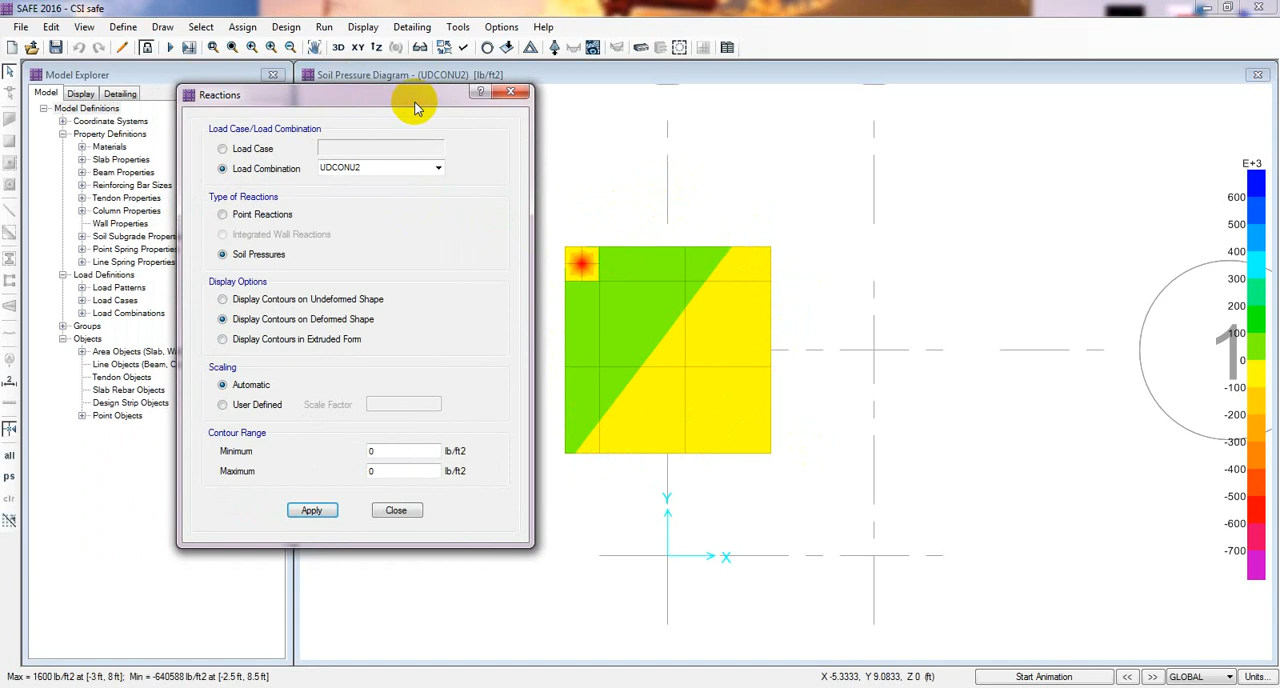 SAFE 2016 - CSI safe
File Edit View Define Draw Select Assign Design Run Display Detailing Tools Options Help
3D XY
Model Explorer
Soil Pressure Diagram - (UDCONU2) [lb/ft2]
Model Display Detailing
Model Definitions
Coordinate Systems
Property Definitions
Materials
Slab Properties
Beam Properties
Reinforcing Bar Sizes
Tendon Properties
Column Properties
Wall Properties
Soil Subgrade Propertie
Point Spring Propertie
Line Spring Properties
Load Definitions
Load Patterns
Load Cases
Load Combinations
Groups
Objects
Area Objects (Slab, W
Line Objects (Beam, C
Tendon Objects
Slab Rebar Objects
Design Strip Objects
Point Objects
all
ps
clr
Reactions
Load Case/Load Combination
Load Case
Load Combination UDCONU2
Type of Reactions
Point Reactions
Integrated Wall Reactions
Soil Pressures
Display Options
Display Contours on Undeformed Shape
Display Contours on Deformed Shape
Display Contours in Extruded Form
Scaling
Automatic
User Defined Scale Factor
Contour Range
Minimum 0 lb/ft2
Maximum 0 lb/ft2
Apply Close
Y
X
1
E+3
600
500
400
300
200
100
0
-100
-200
-300
-400
-500
-600
-700
Max = 1600 lb/ft2 at [-3 ft, 8 ft]; Min = -640588 lb/ft2 at [-2.5 ft, 8.5 ft]
X -5.3333, Y 9.0833, Z 0 (ft)
Start Animation << >> GLOBAL Units...